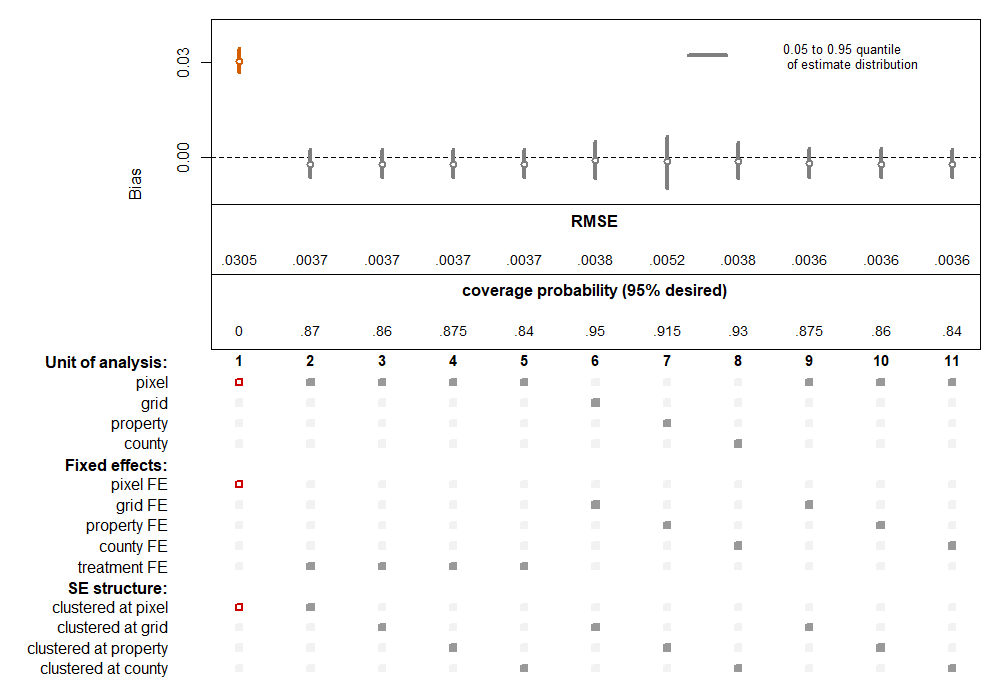 0.05 to 0.95 quantile
of estimate distribution
0.03
0.00
Bias
RMSE
.0305 .0037 .0037 .0037 .0037 .0038 .0052 .0038 .0036 .0036 .0036
coverage probability (95% desired)
0 .87 .86 .875 .84 .95 .915 .93 .875 .86 .84
Unit of analysis: 1 2 3 4 5 6 7 8 9 10 11
pixel
grid
property
county
Fixed effects:
pixel FE
grid FE
property FE
county FE
treatment FE
SE structure:
clustered at pixel
clustered at grid
clustered at property
clustered at county